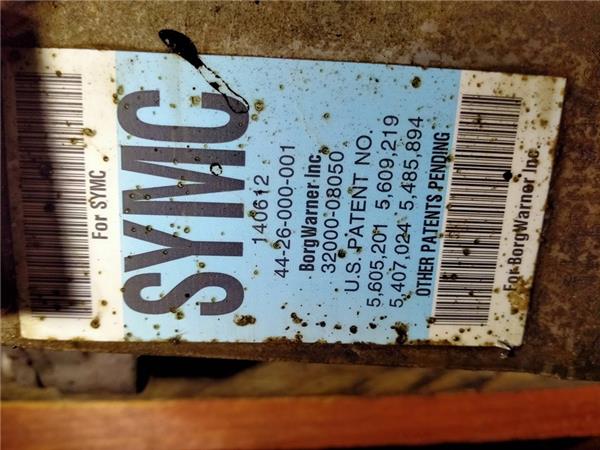 For SYMC
SYMC
140612
44-26-000-001
BorgWarner Inc.
32000-08050
U.S. PATENT NO.
5,605,201 5,609,219
5,407,024 5,485,894
OTHER PATENTS PENDING
For BorgWarner Inc.